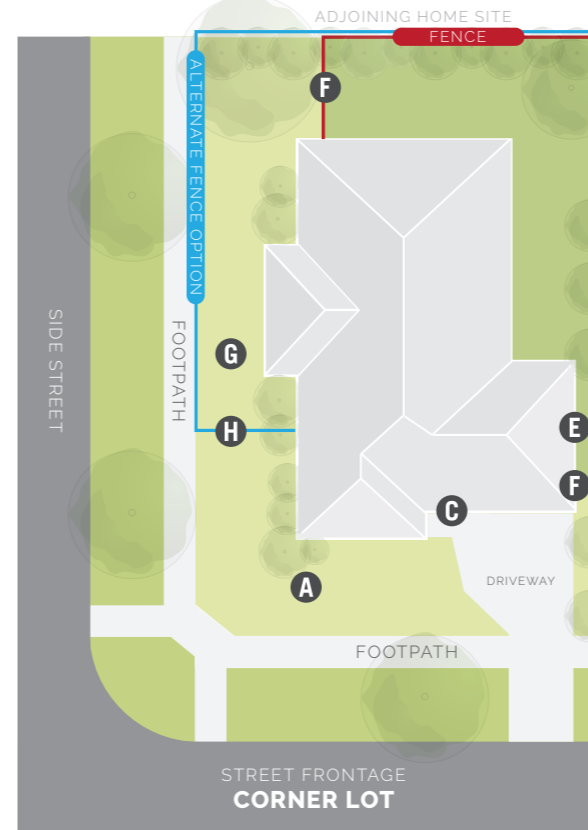 ADJOINING HOME SITE
FENCE
F
ALTERNATE FENCE OPTION
SIDE STREET
FOOTPATH
G
H
E
F
C
A
DRIVEWAY
FOOTPATH
STREET FRONTAGE
CORNER LOT